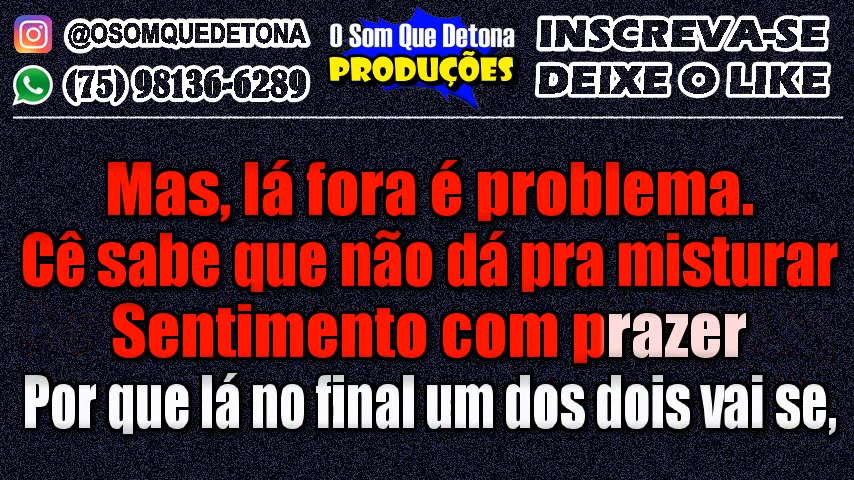 @OSOMQUEDETONA
(75) 98136-6289
O Som Que Detona
PRODUÇÕES
INSCREVA-SE
DEIXE O LIKE
Mas, lá fora é problema.
Cê sabe que não dá pra misturar
Sentimento com prazer
Por que lá no final um dos dois vai se,